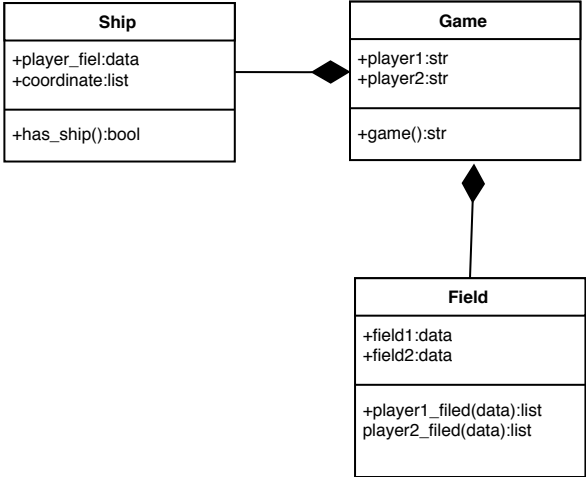 Ship
+player_fiel:data
+coordinate:list
+has_ship():bool
Game
+player1:str
+player2:str
+game():str
Field
+field1:data
+field2:data
+player1_filed(data):list
player2_filed(data):list